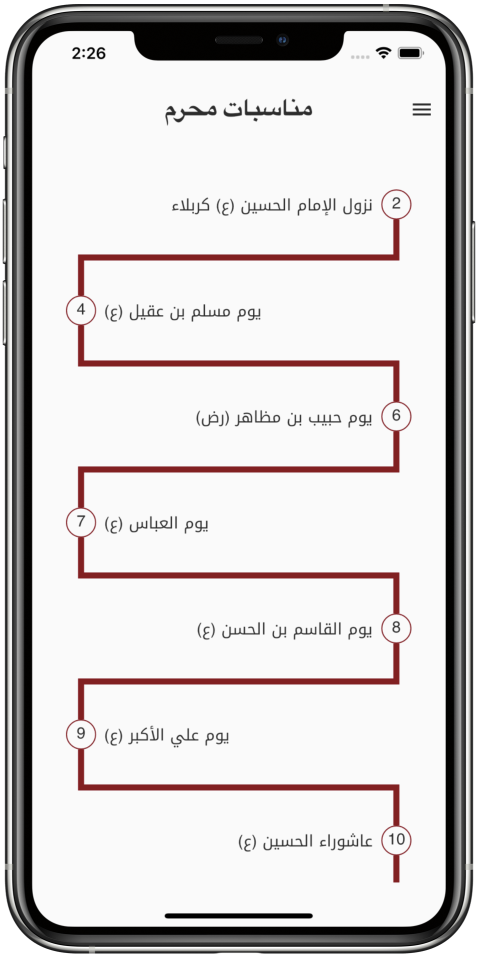 2:26
مناسبات محرم
2 نزول الإمام الحسين (ع) كربلاء
4 يوم مسلم بن عقيل (ع)
6 يوم حبيب بن مظاهر (رض)
7 يوم العباس (ع)
8 يوم القاسم بن الحسن (ع)
9 يوم علي الأكبر (ع)
10 عاشوراء الحسين (ع)